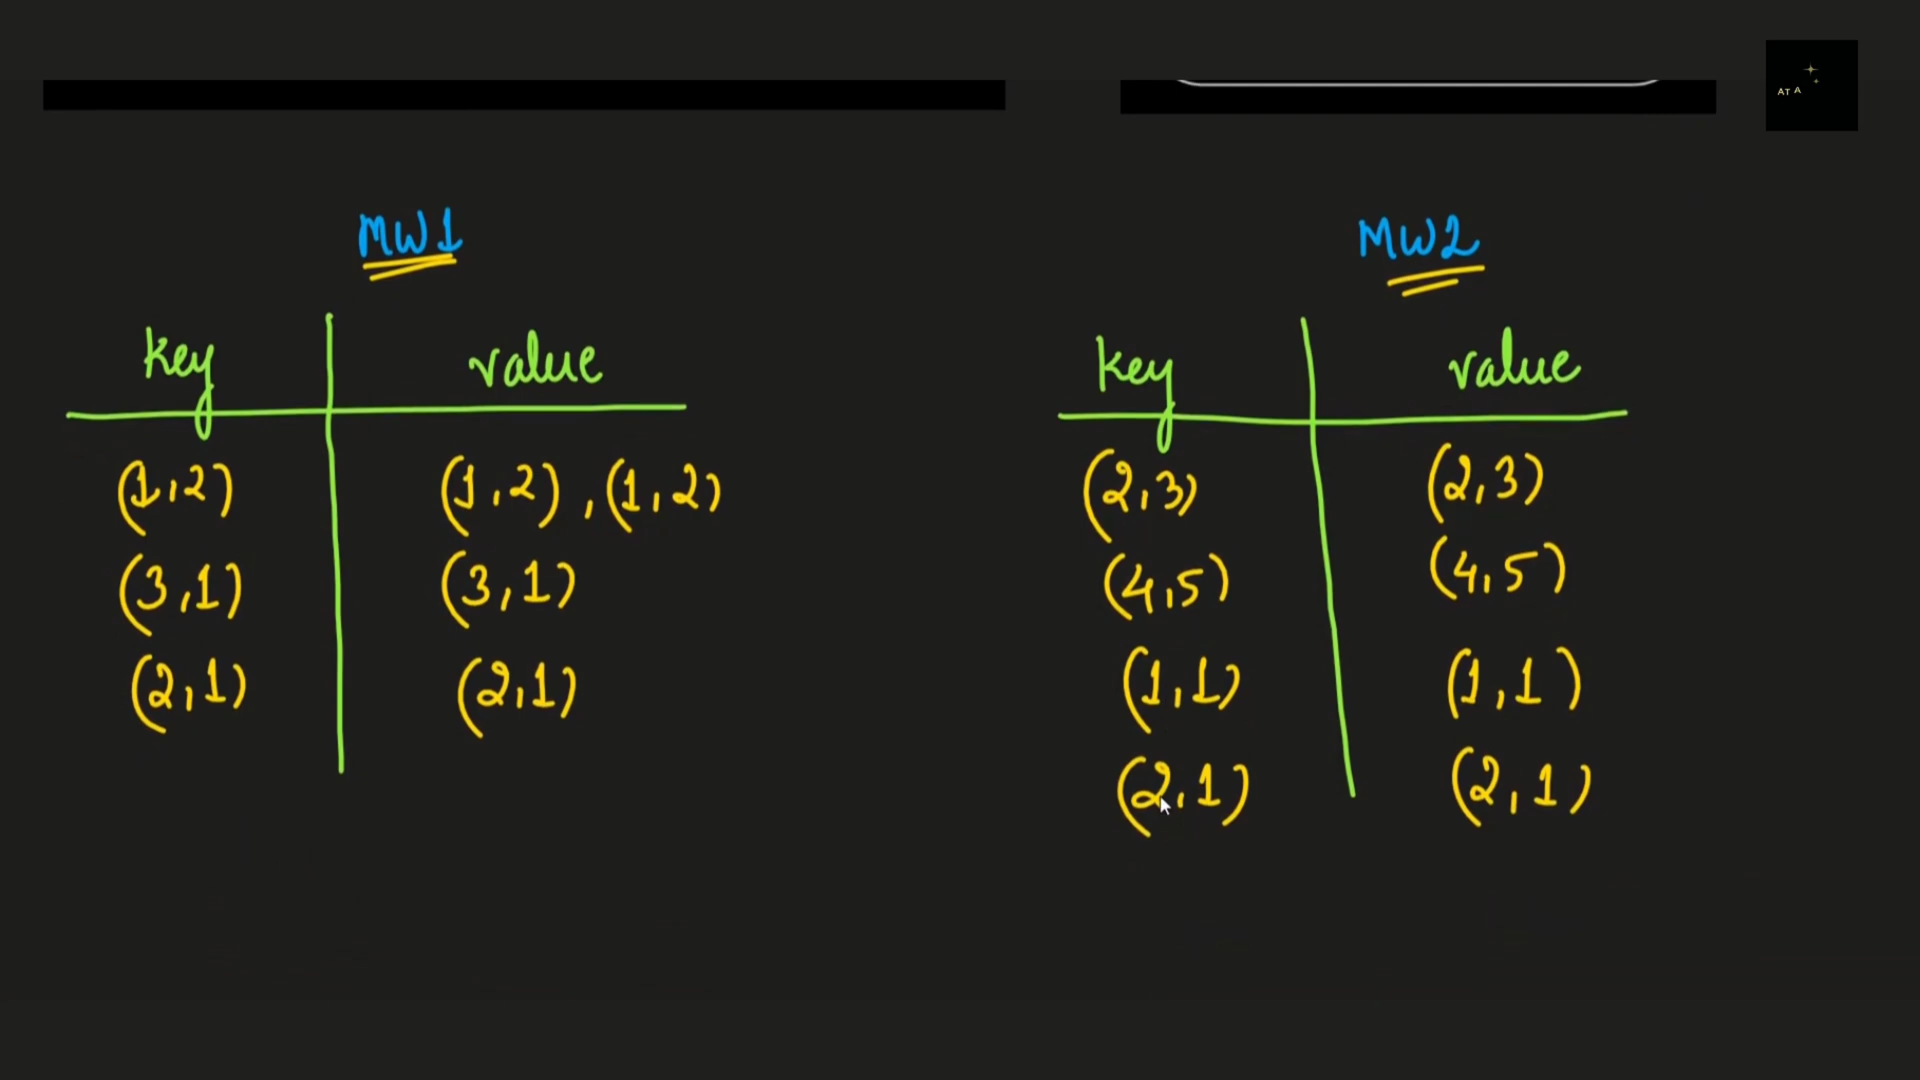 AT A
MW1
key value
(1,2) (1,2) , (1,2)
(3,1) (3,1)
(2,1) (2,1)
MW2
key value
(2,3) (2,3)
(4,5) (4,5)
(1,1) (1,1)
(2,1) (2,1)